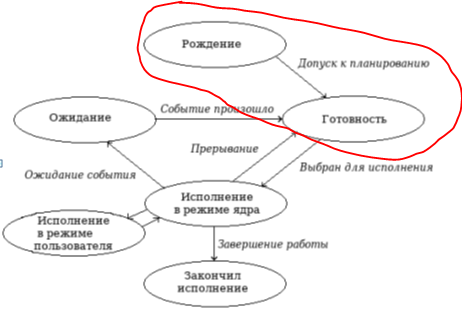 Рождение
Допуск к планированию
Событие произошло
Ожидание
Готовность
Прерывание
Выбран для исполнения
Ожидание события
Исполнение
в режиме ядра
Исполнение
в режиме
пользователя
Завершение работы
Закончил
исполнение